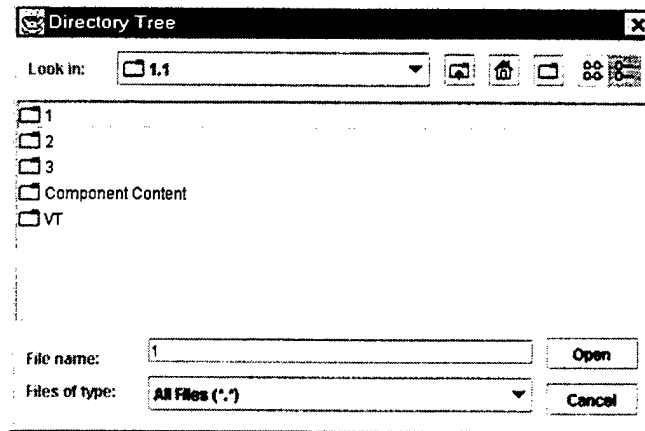 Directory Tree
Look in: 1.1
1
2
3
Component Content
VT
File name: 1 Open
Files of type: All Files (*.*) Cancel